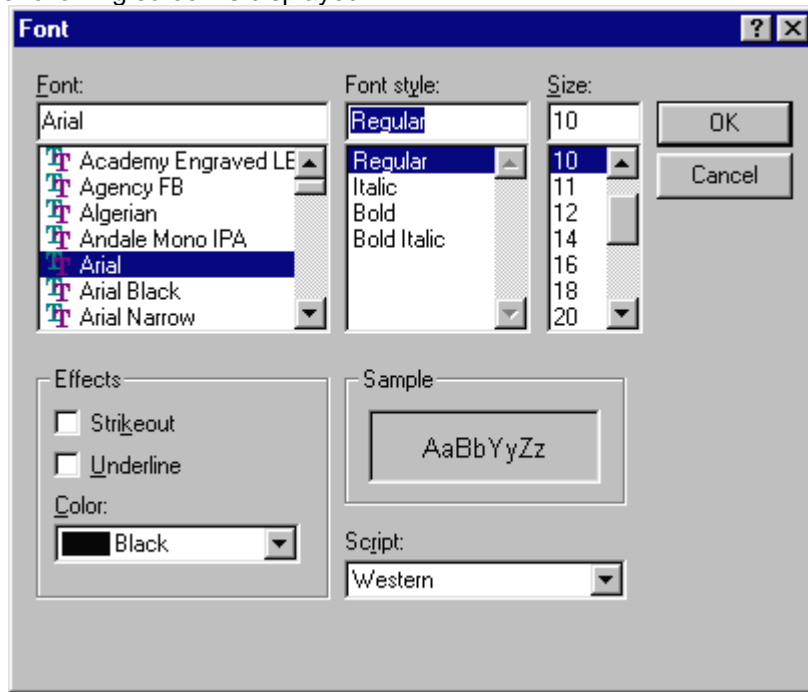 Font
Font: Font style: Size:
Arial Regular 10 OK
Academy Engraved LE Regular 10 Cancel
Agency FB Italic 11
Algerian Bold 12
Andale Mono IPA Bold Italic 14
Arial 16
Arial Black 18
Arial Narrow 20
Effects Sample
Strikeout
AaBbYyZz
Underline
Color:
Black Script:
Western